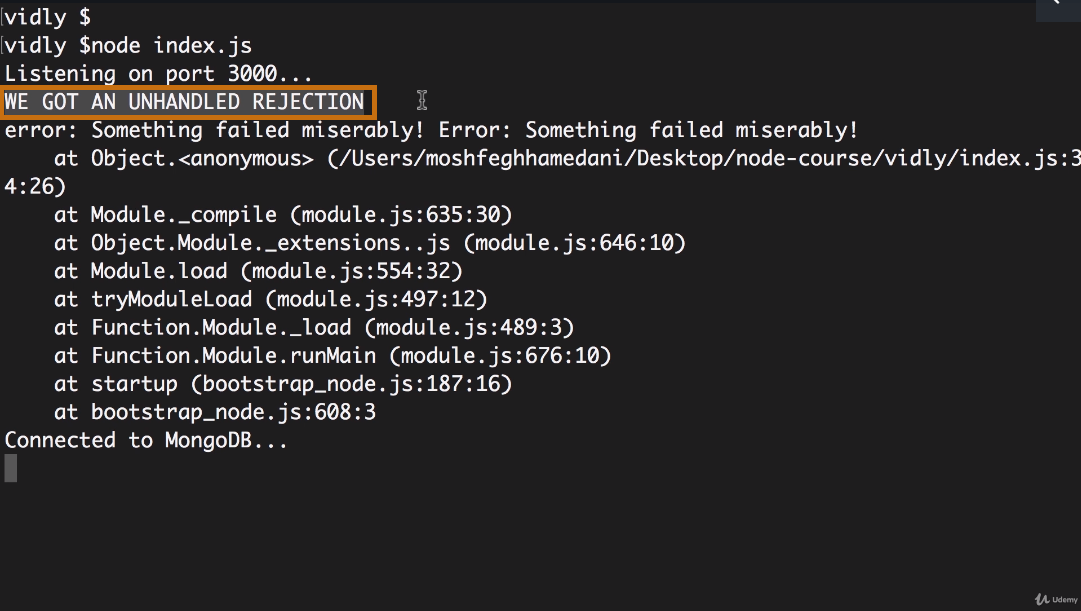 vidly $
vidly $node index.js
Listening on port 3000...
WE GOT AN UNHANDLED REJECTION
error: Something failed miserably! Error: Something failed miserably!
    at Object.<anonymous> (/Users/moshfeghhamedani/Desktop/node-course/vidly/index.js:3
4:26)
    at Module._compile (module.js:635:30)
    at Object.Module._extensions..js (module.js:646:10)
    at Module.load (module.js:554:32)
    at tryModuleLoad (module.js:497:12)
    at Function.Module._load (module.js:489:3)
    at Function.Module.runMain (module.js:676:10)
    at startup (bootstrap_node.js:187:16)
    at bootstrap_node.js:608:3
Connected to MongoDB...
Udemy